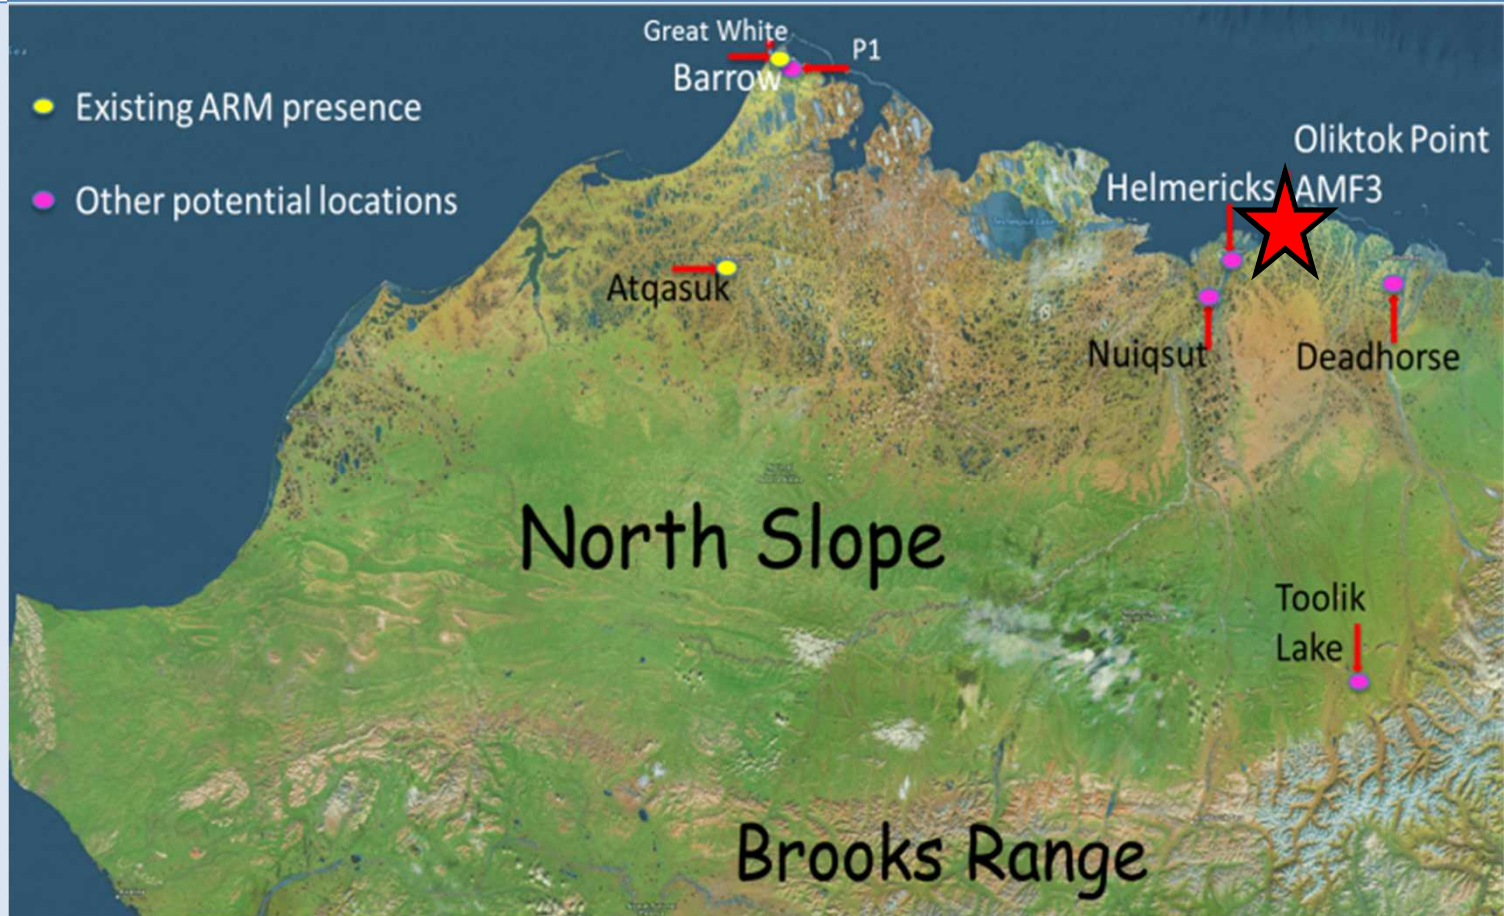 Great White
P1
Barrow
Existing ARM presence
Other potential locations
Oliktok Point
Helmericks AMF3
Atqasuk
Nuiqsut
Deadhorse
North Slope
Toolik
Lake
Brooks Range